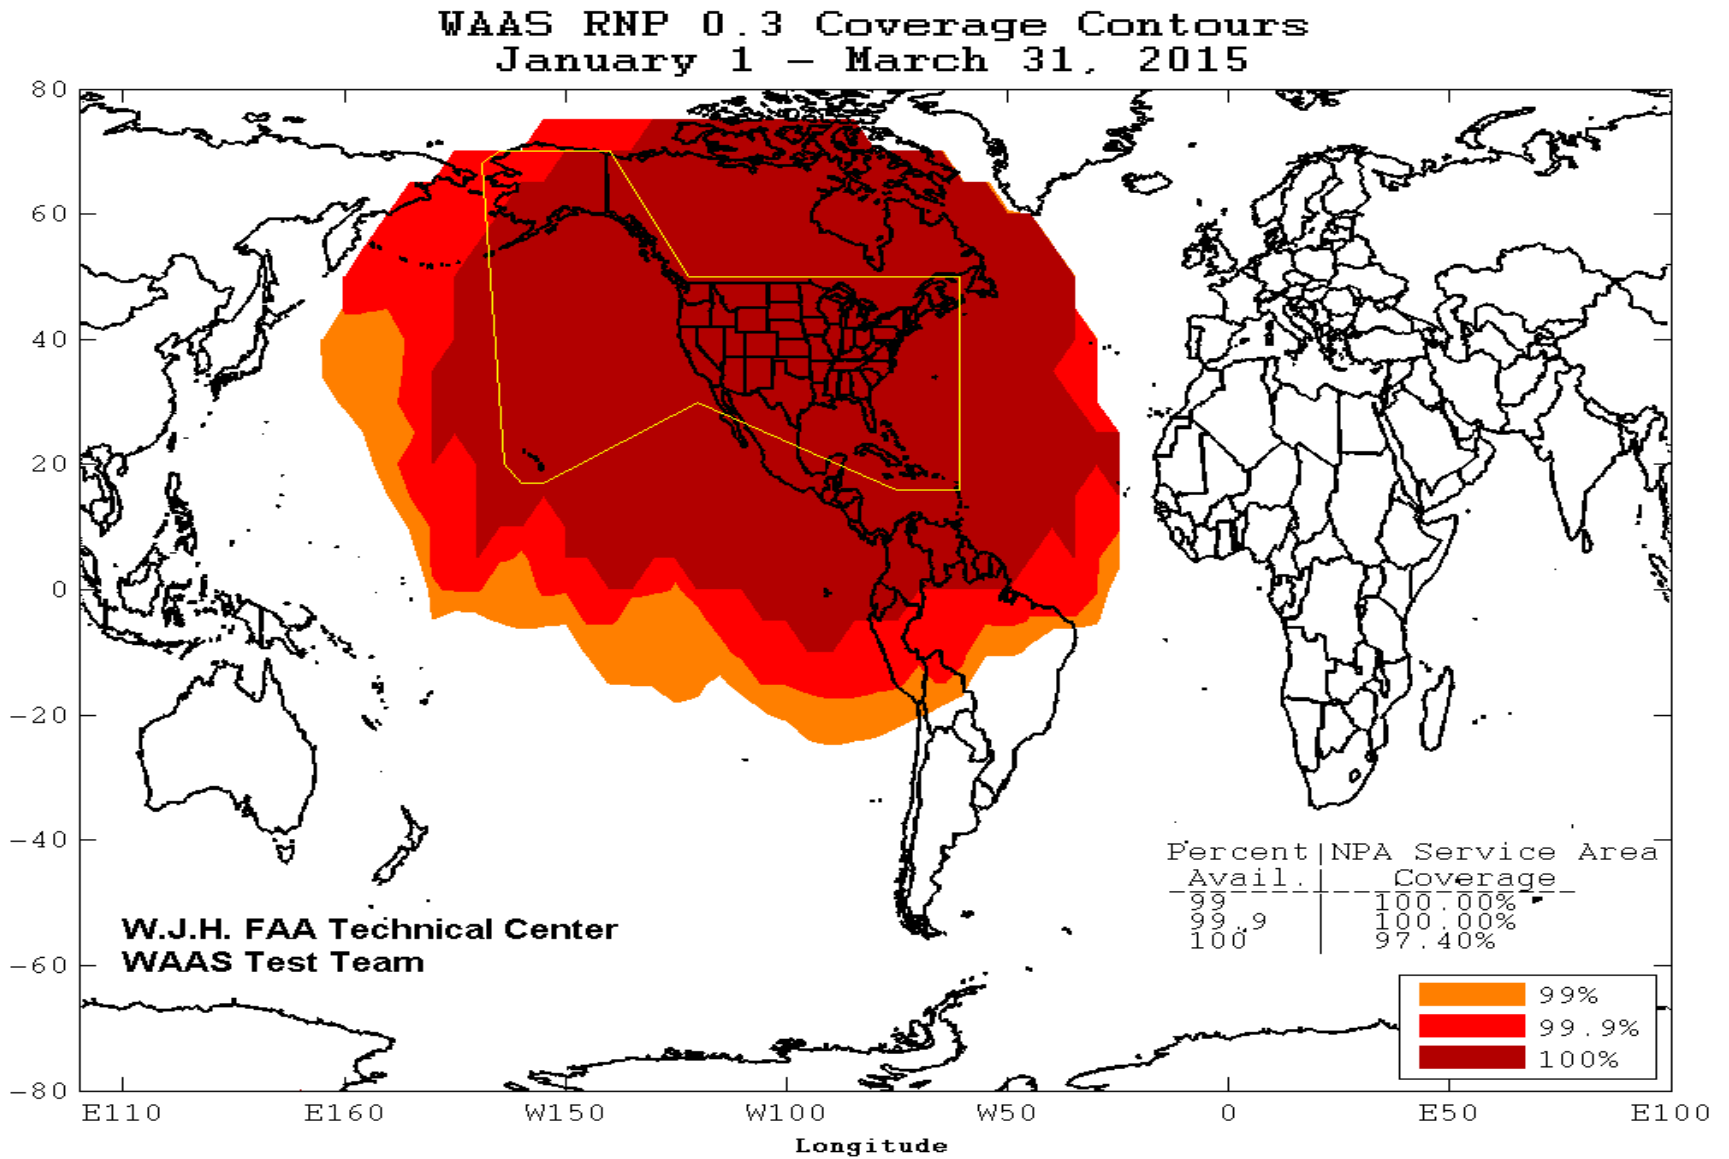 WAAS RNP 0.3 Coverage Contours
January 1 – March 31, 2015
80
60
40
20
0
-20
-40
-60
-80
Percent|NPA Service Area
Avail.| Coverage
99 | 100.00%
99.9 | 100.00%
100 | 97.40%
W.J.H. FAA Technical Center
WAAS Test Team
99%
99.9%
100%
E110 E160 W150 W100 W50 0 E50 E100
Longitude